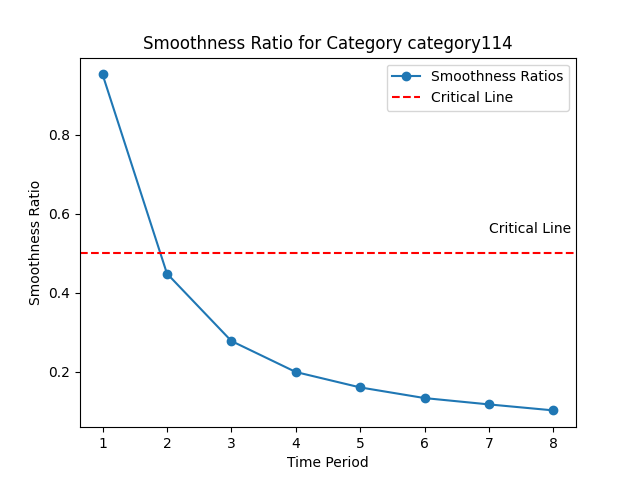 Smoothness Ratio for Category category114
Smoothness Ratios
Critical Line
0.8
0.6
0.4
0.2
Smoothness Ratio
Critical Line
1 2 3 4 5 6 7 8
Time Period